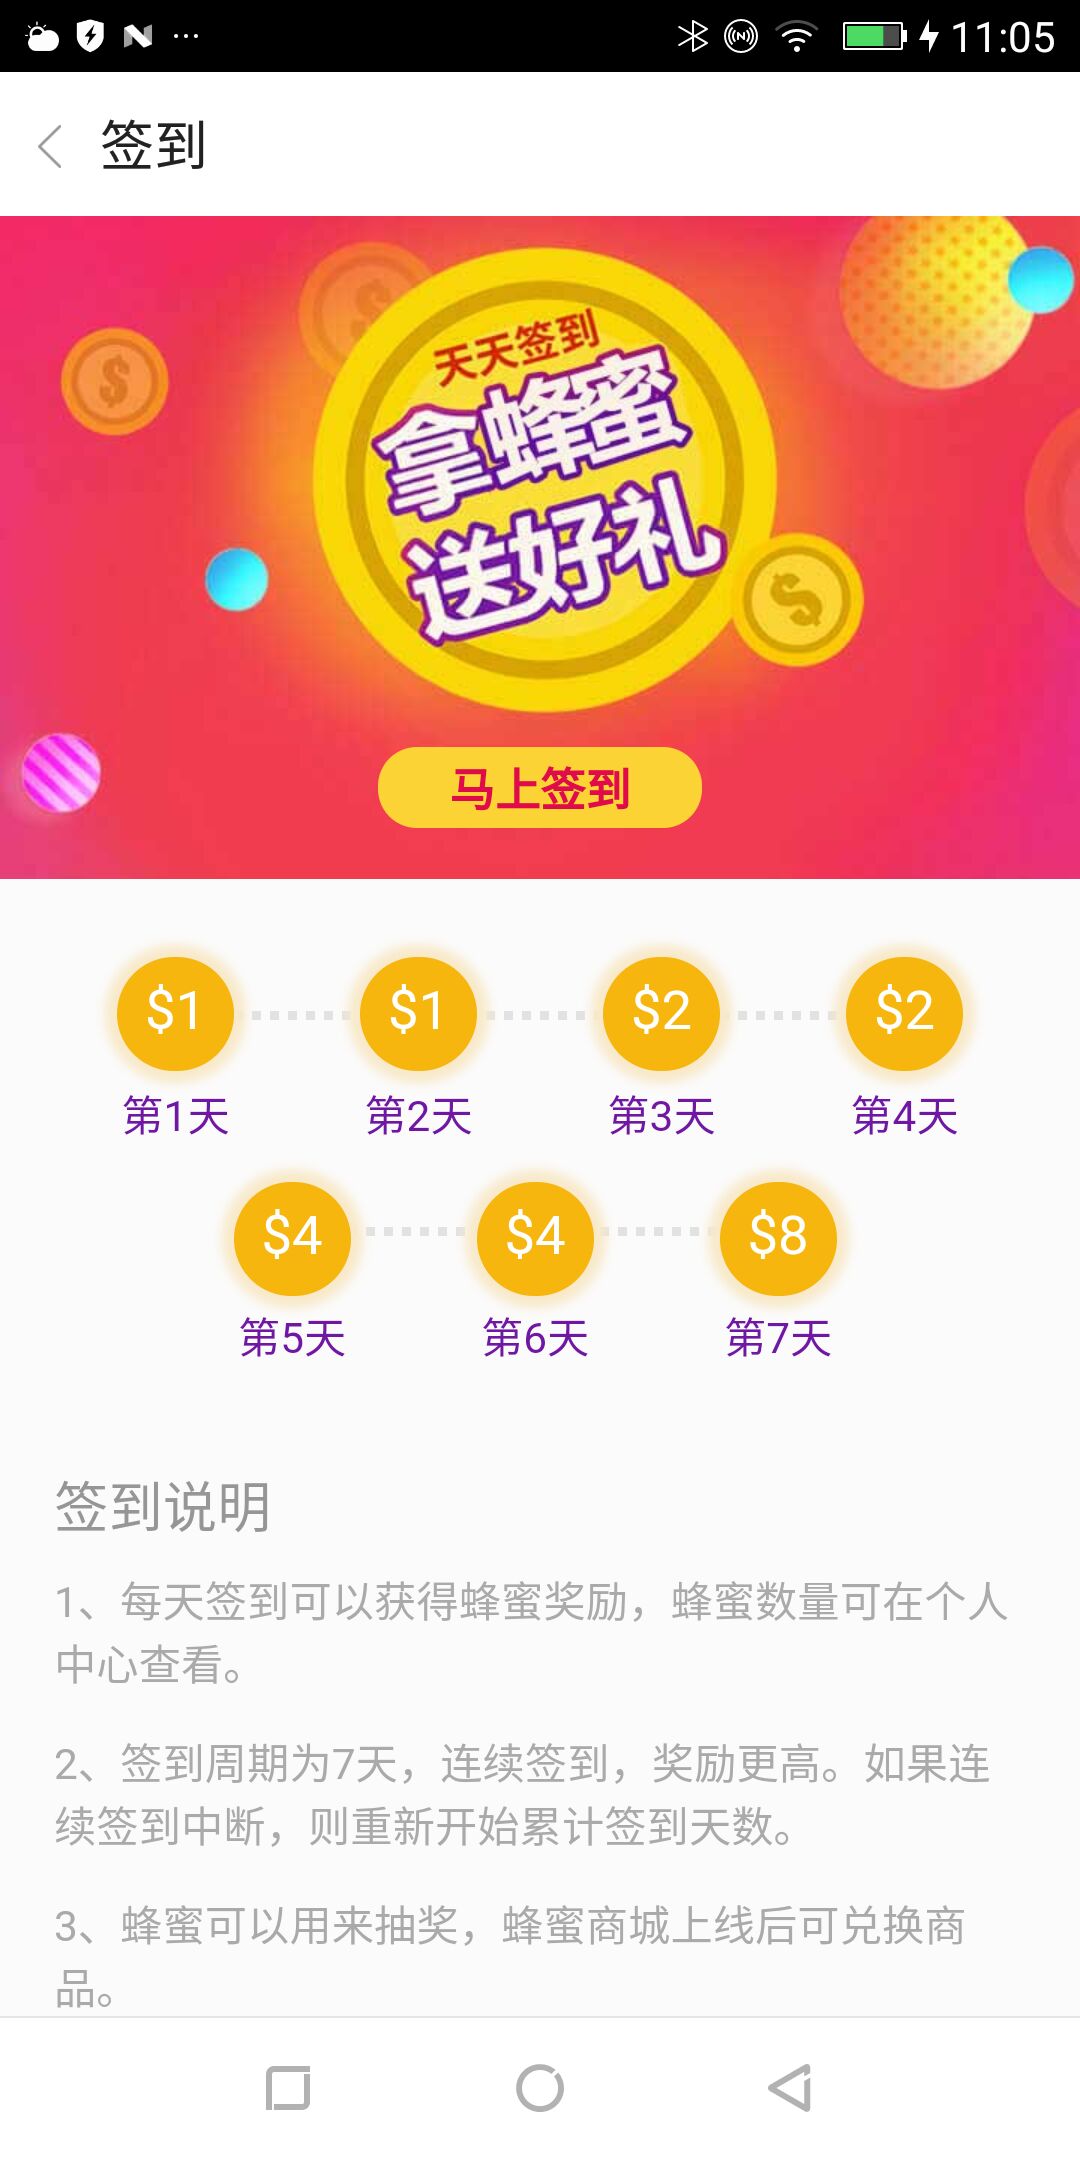 11:05
签到
天天签到
拿蜂蜜
送好礼
马上签到
$1 $1 $2 $2
第1天 第2天 第3天 第4天
$4 $4 $8
第5天 第6天 第7天
签到说明
1、每天签到可以获得蜂蜜奖励，蜂蜜数量可在个人
中心查看。
2、签到周期为7天，连续签到，奖励更高。如果连
续签到中断，则重新开始累计签到天数。
3、蜂蜜可以用来抽奖，蜂蜜商城上线后可兑换商
品。